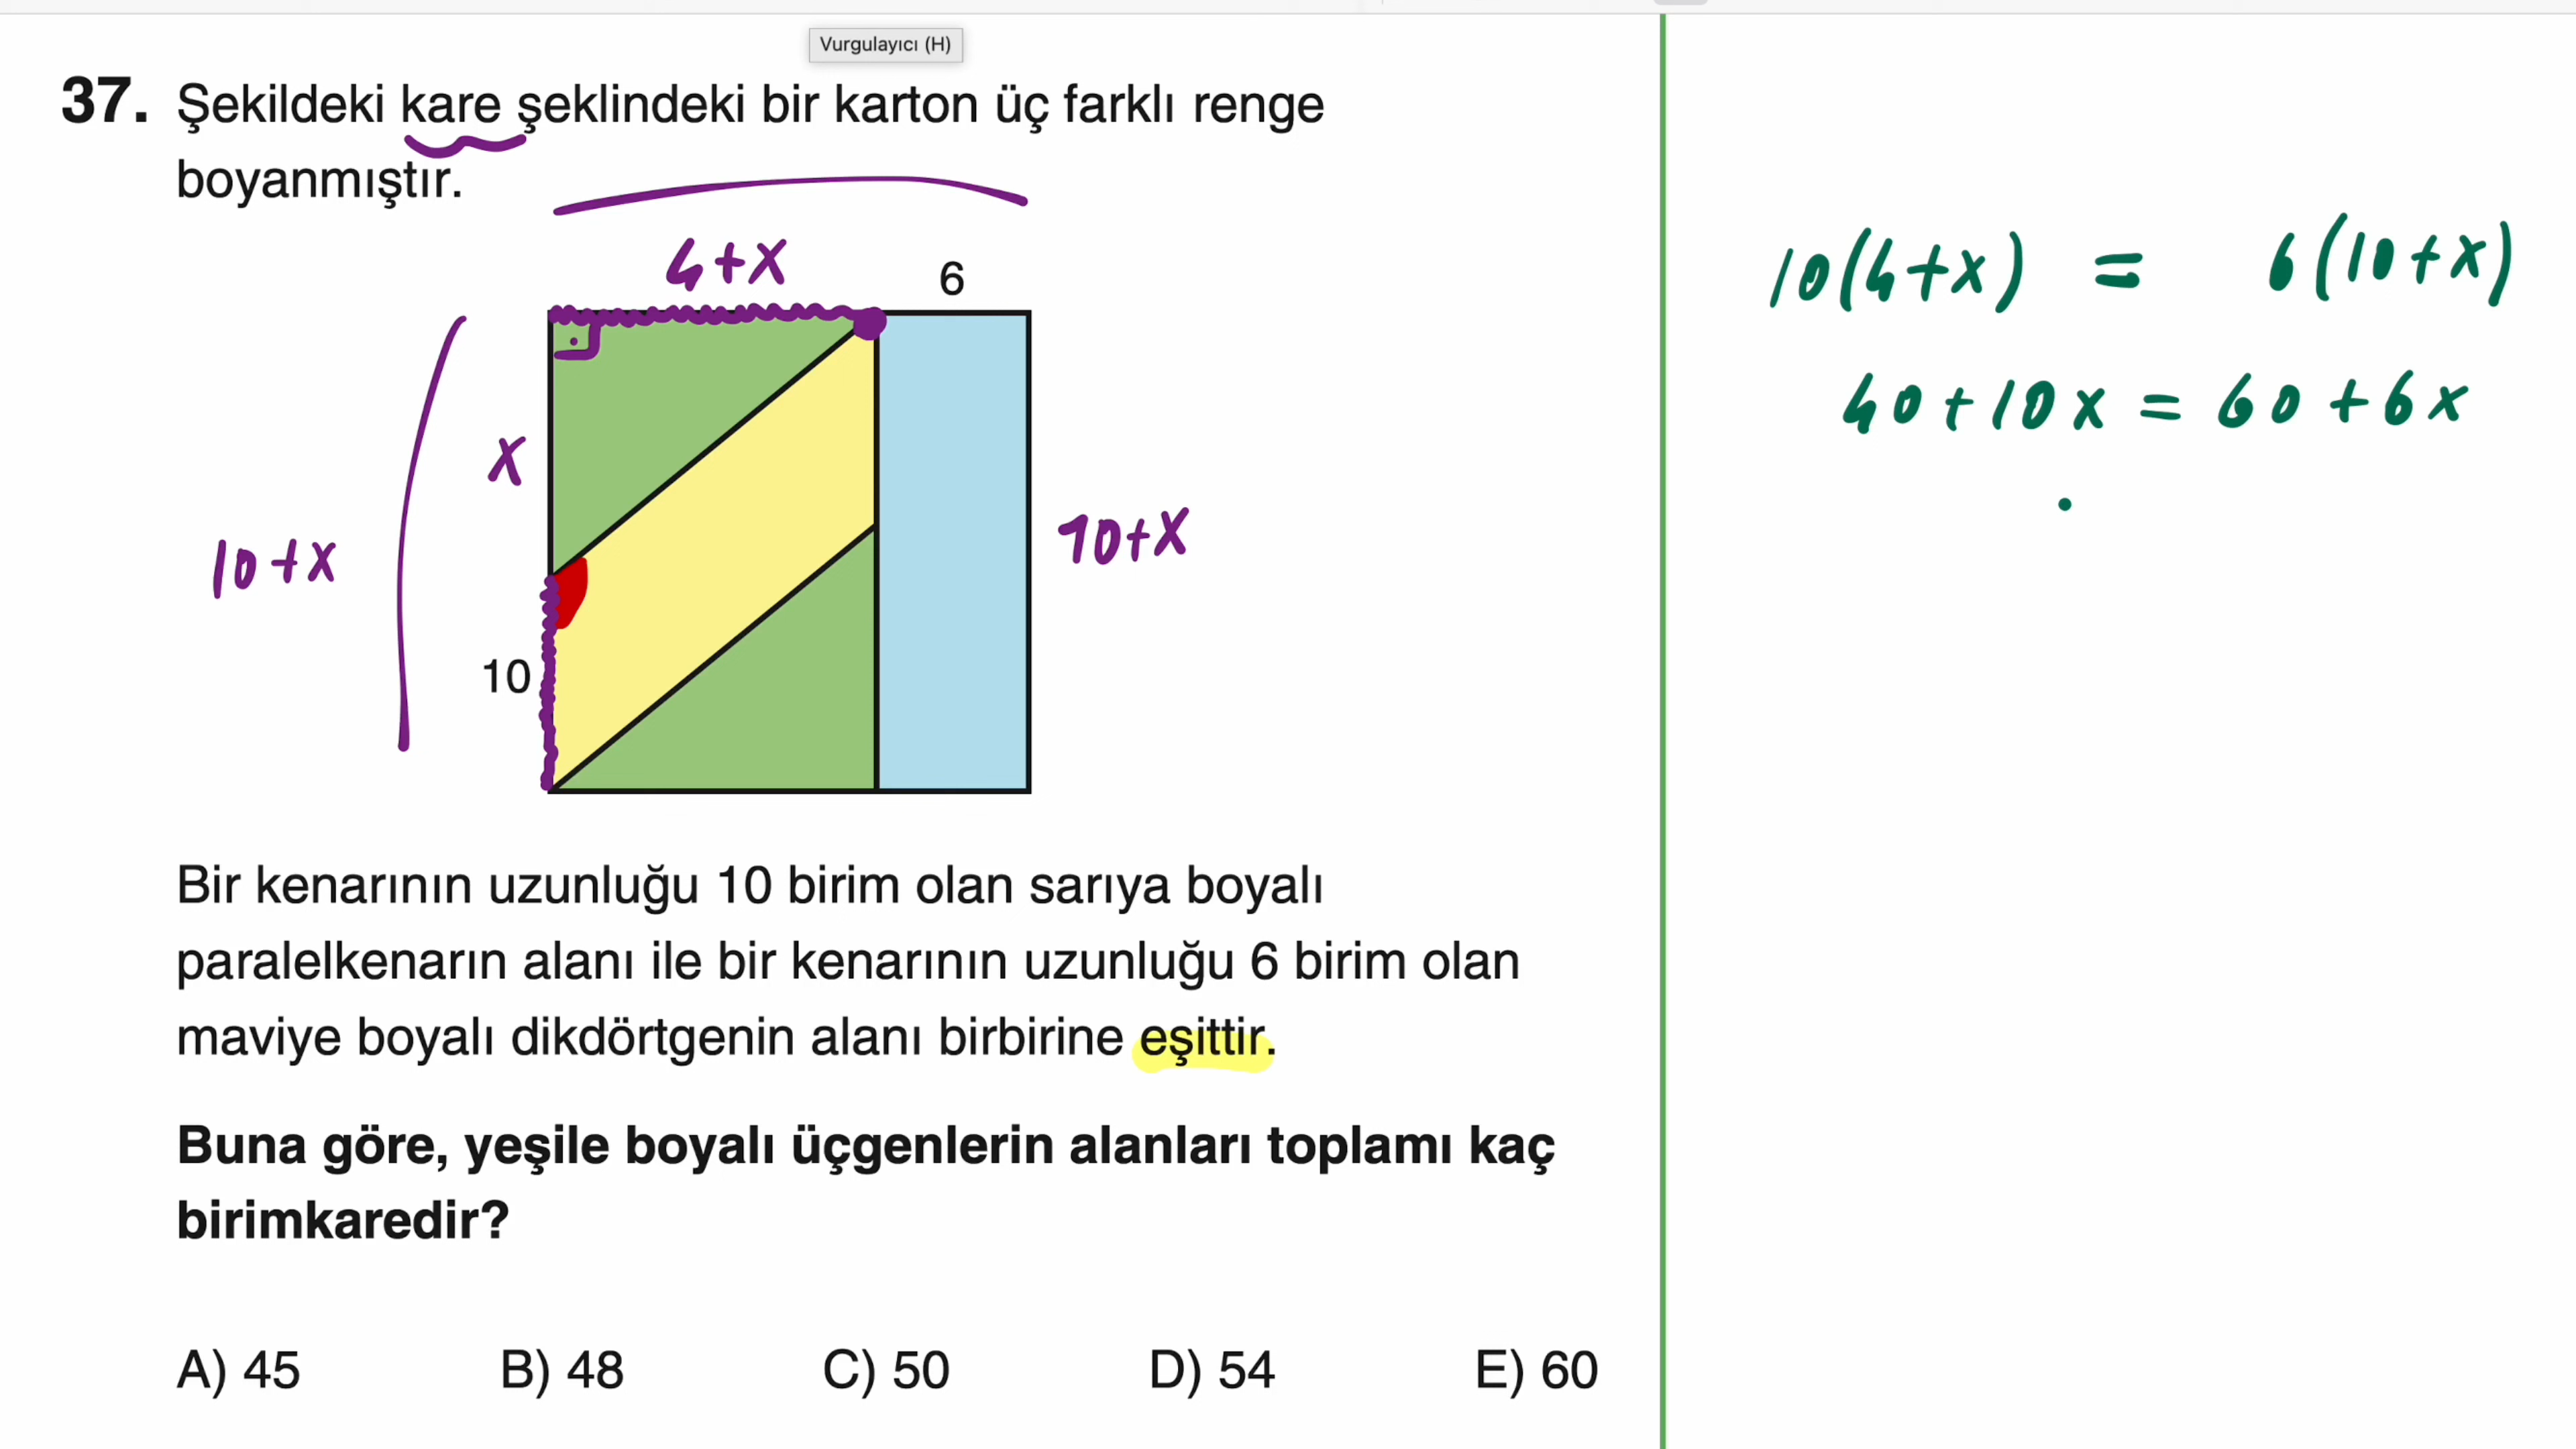 Vurgulayıcı (H)
37. Şekildeki kare şeklindeki bir karton üç farklı renge
boyanmıştır.
4+x
6
x
10+x
10+x
10
Bir kenarının uzunluğu 10 birim olan sarıya boyalı
paralelkenarın alanı ile bir kenarının uzunluğu 6 birim olan
maviye boyalı dikdörtgenin alanı birbirine eşittir.
Buna göre, yeşile boyalı üçgenlerin alanları toplamı kaç
birimkaredir?
A) 45 B) 48 C) 50 D) 54 E) 60
10(4+x) = 6(10+x)
40+10x = 60+6x